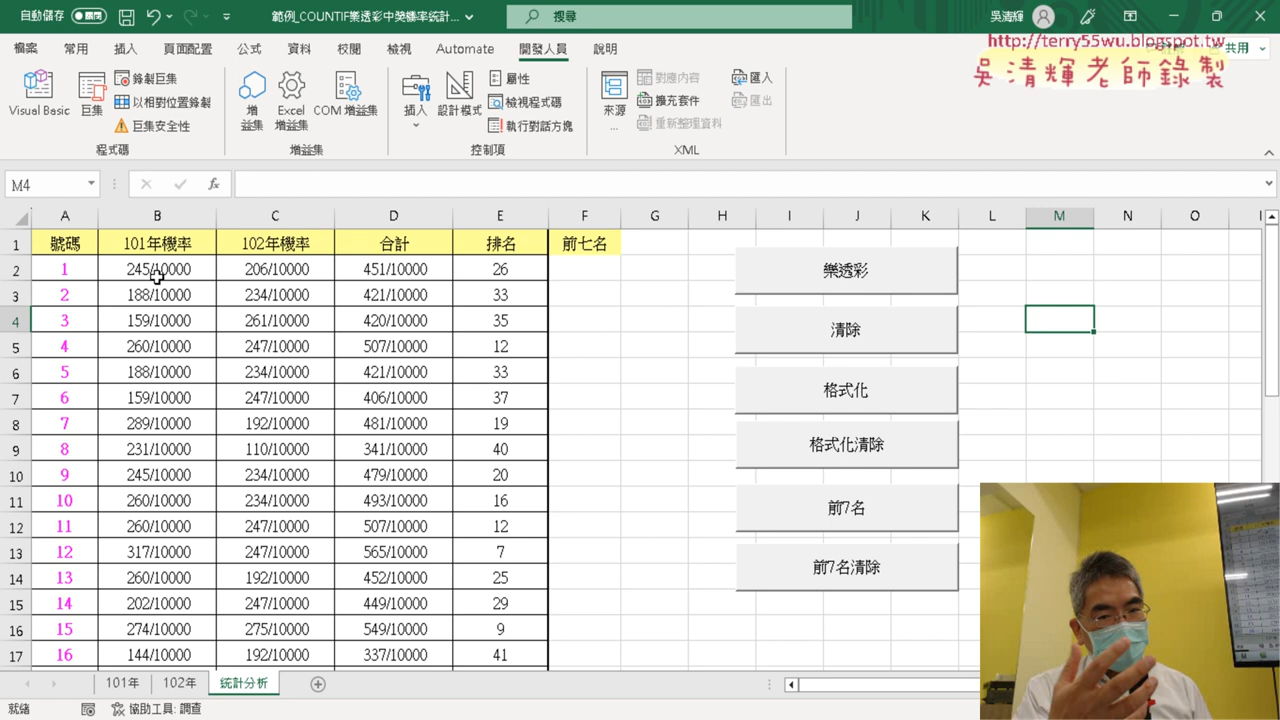 自動儲存 關閉 範例_COUNTIF樂透彩中獎機率統計... 搜尋 吳清輝
檔案 常用 插入 頁面配置 公式 資料 校閱 檢視 Automate 開發人員 說明 共用
http://terry55wu.blogspot.tw
吳清輝老師錄製
Visual Basic 巨集 錄製巨集 以相對位置錄製 巨集安全性 增益集 Excel 增益集 COM 增益集 插入 設計模式 屬性 檢視程式碼 執行對話方塊 來源... 對應內容 擴充套件 重新整理資料 匯入 匯出
程式碼 增益集 控制項 XML
M4 fx
A B C D E F G H I J K L M N O
1 號碼 101年機率 102年機率 合計 排名 前七名
2 1 245/10000 206/10000 451/10000 26
3 2 188/10000 234/10000 421/10000 33
4 3 159/10000 261/10000 420/10000 35
5 4 260/10000 247/10000 507/10000 12
6 5 188/10000 234/10000 421/10000 33
7 6 159/10000 247/10000 406/10000 37
8 7 289/10000 192/10000 481/10000 19
9 8 231/10000 110/10000 341/10000 40
10 9 245/10000 234/10000 479/10000 20
11 10 260/10000 234/10000 493/10000 16
12 11 260/10000 247/10000 507/10000 12
13 12 317/10000 247/10000 565/10000 7
14 13 260/10000 192/10000 452/10000 25
15 14 202/10000 247/10000 449/10000 29
16 15 274/10000 275/10000 549/10000 9
17 16 144/10000 192/10000 337/10000 41
樂透彩
清除
格式化
格式化清除
前7名
前7名清除
101年 102年 統計分析
就緒 協助工具: 調查